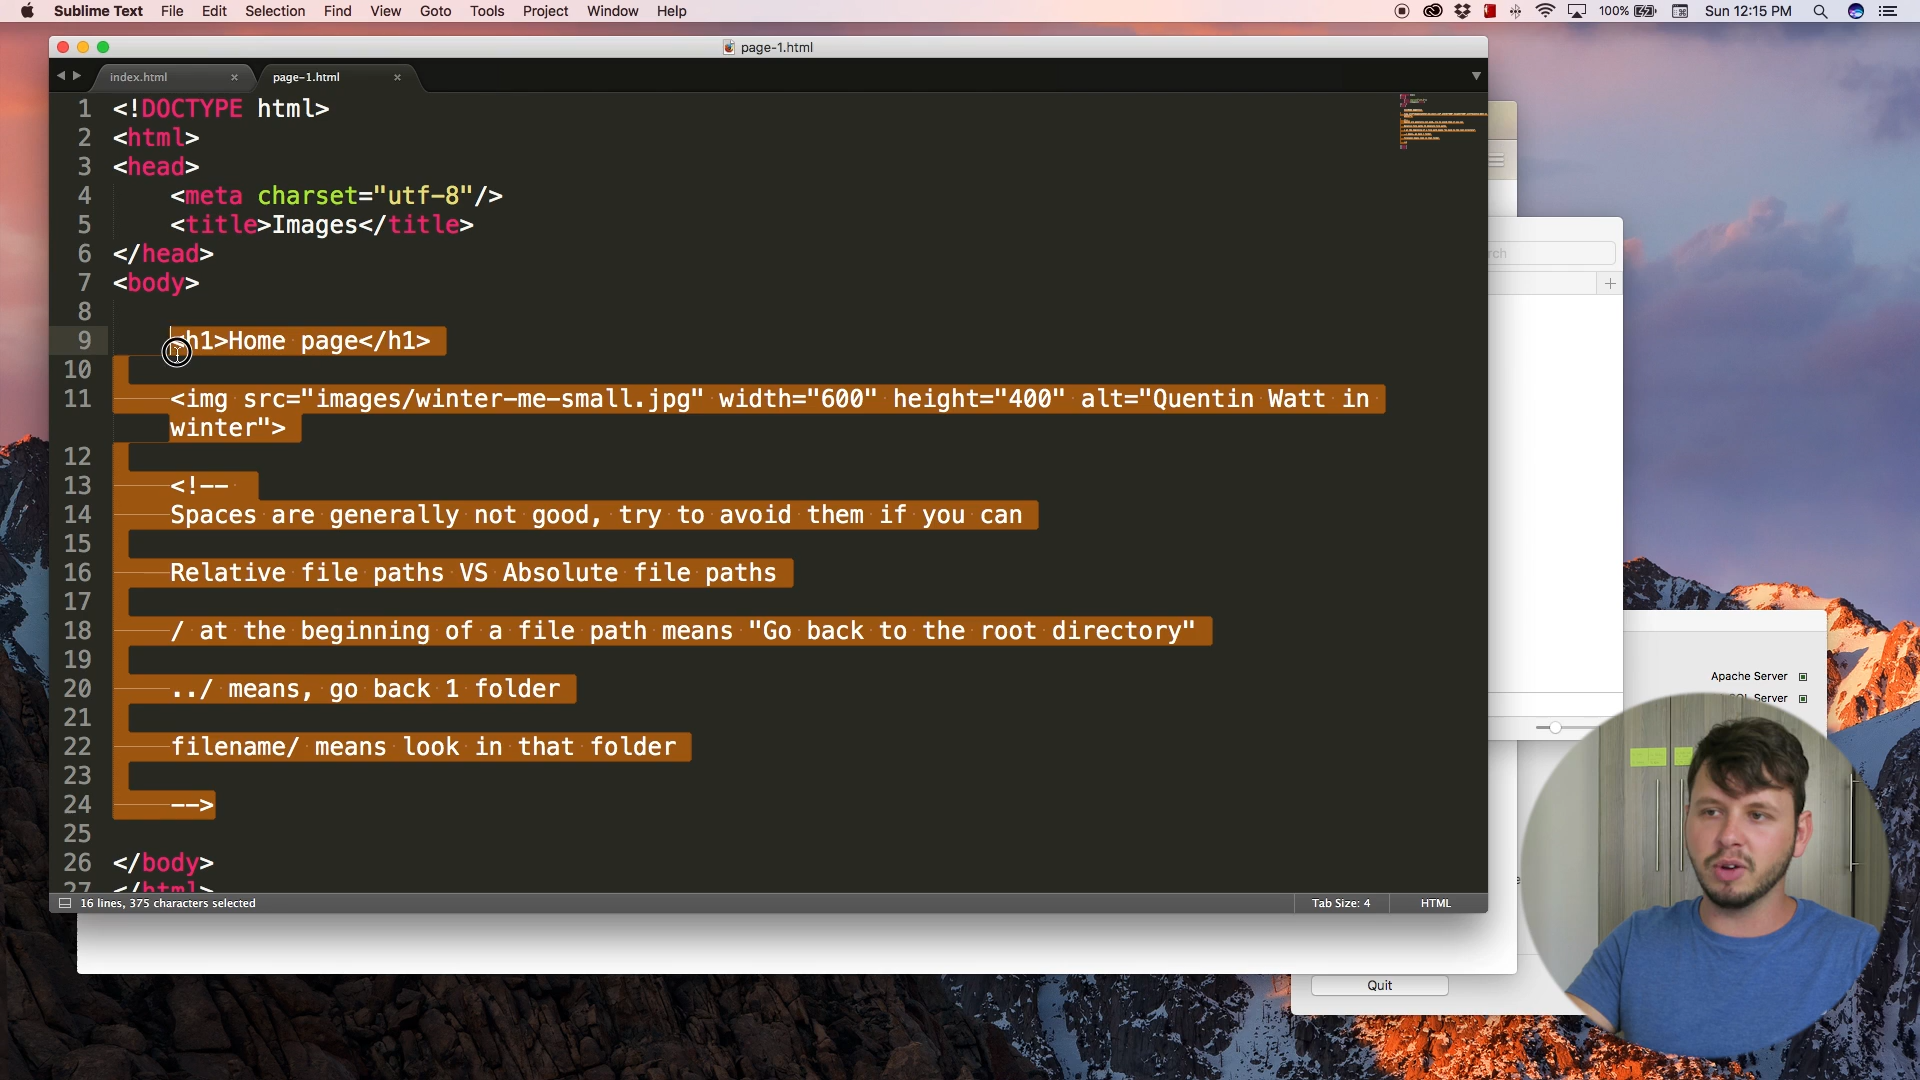 Sublime Text File Edit Selection Find View Goto Tools Project Window Help
100% Sun 12:15 PM
page-1.html
index.html page-1.html
1 <!DOCTYPE html>
2 <html>
3 <head>
4 <meta charset="utf-8"/>
5 <title>Images</title>
6 </head>
7 <body>
8
9 <h1>Home page</h1>
10
11 <img src="images/winter-me-small.jpg" width="600" height="400" alt="Quentin Watt in
winter">
12
13 <!--
14 Spaces are generally not good, try to avoid them if you can
15
16 Relative file paths VS Absolute file paths
17
18 / at the beginning of a file path means "Go back to the root directory"
19
20 ../ means, go back 1 folder
21
22 filename/ means look in that folder
23
24 -->
25
26 </body>
27 </html>
16 lines, 375 characters selected
Tab Size: 4 HTML
Apache Server
Server
Quit